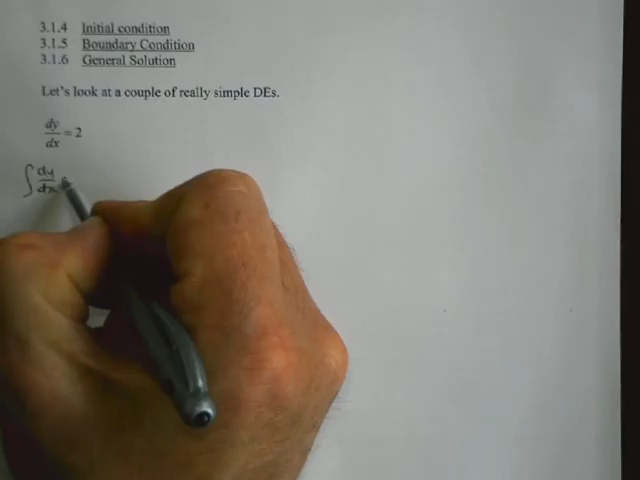 3.1.4 Initial condition
3.1.5 Boundary Condition
3.1.6 General Solution
Let's look at a couple of really simple DEs.
dy/dx = 2
∫ dy/dx